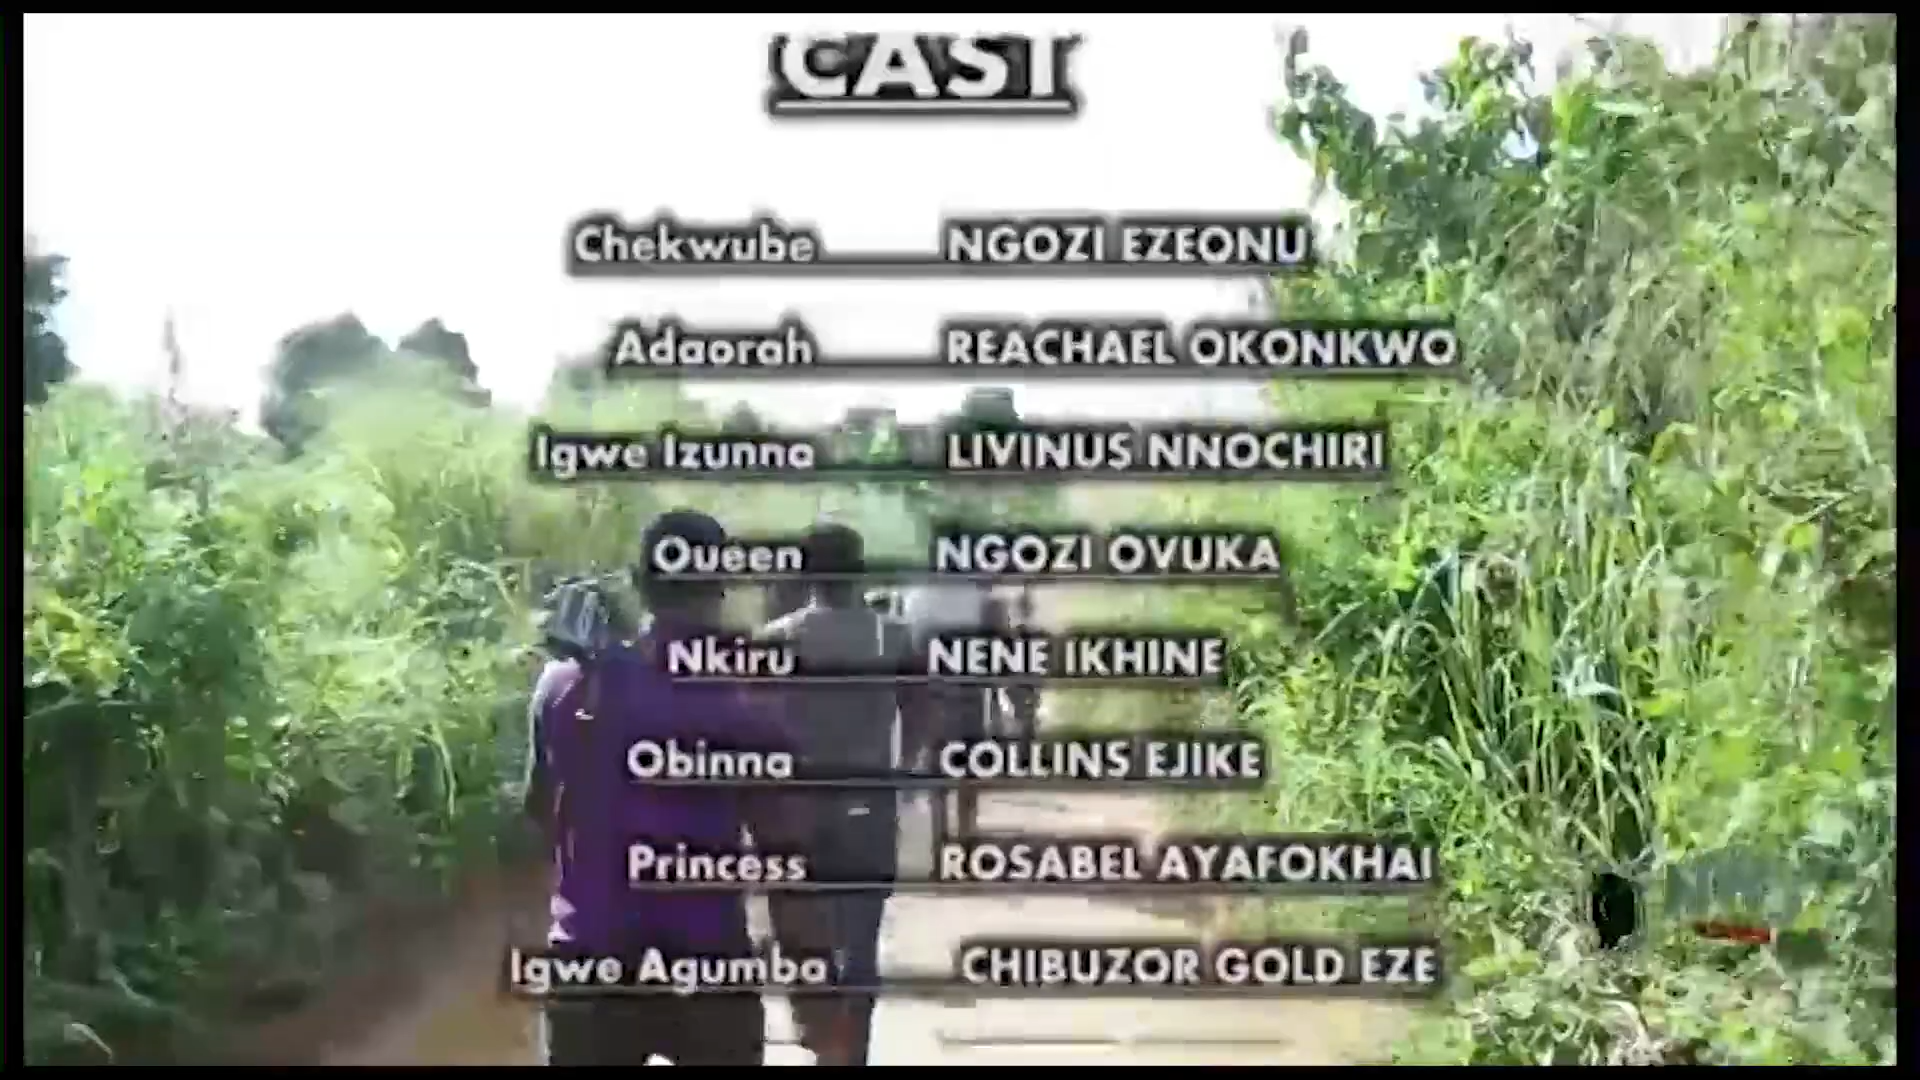 CAST
Chekwube NGOZI EZEONU
Adaorah REACHAEL OKONKWO
Igwe Izunna LIVINUS NNOCHIRI
Queen NGOZI OVUKA
Nkiru NENE IKHINE
Obinna COLLINS EJIKE
Princess ROSABEL AYAFOKHAI
Igwe Agumba CHIBUZOR GOLD EZE